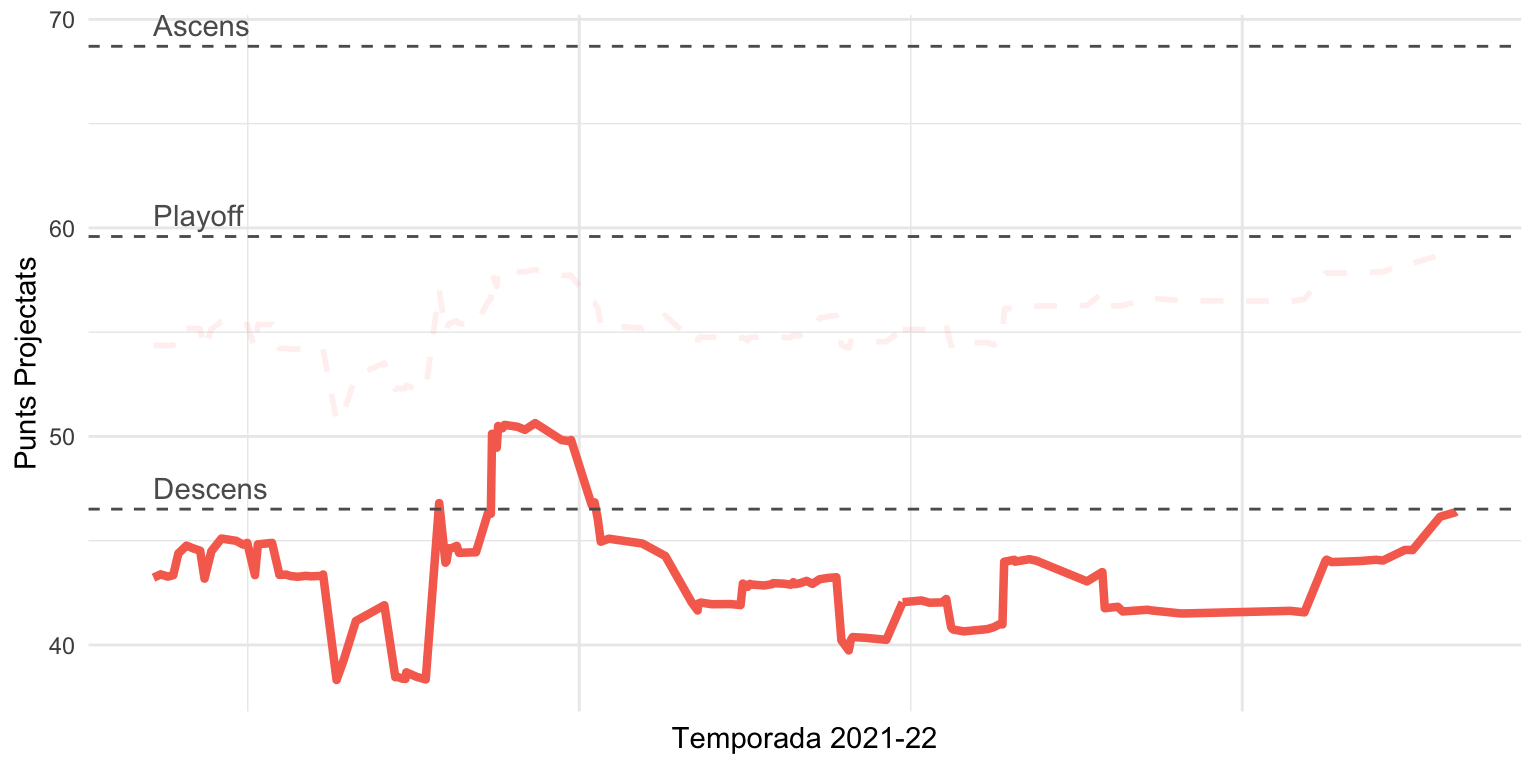 70
Ascens
Playoff
60
50
Descens
40
Punts Projectats
Temporada 2021-22